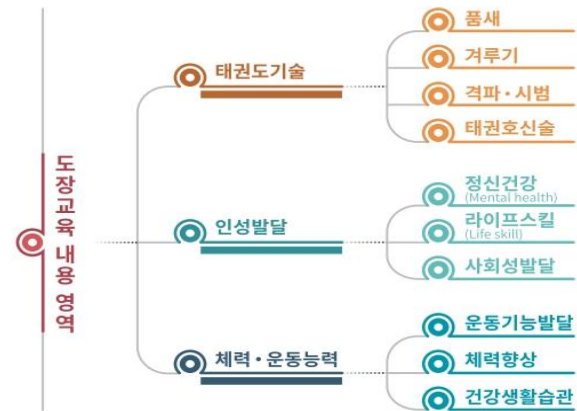 도장교육 내용 영역
태권도기술
품새
겨루기
격파・시범
태권호신술
인성발달
정신건강
(Mental health)
라이프스킬
(Life skill)
사회성발달
체력・운동능력
운동기능발달
체력향상
건강생활습관